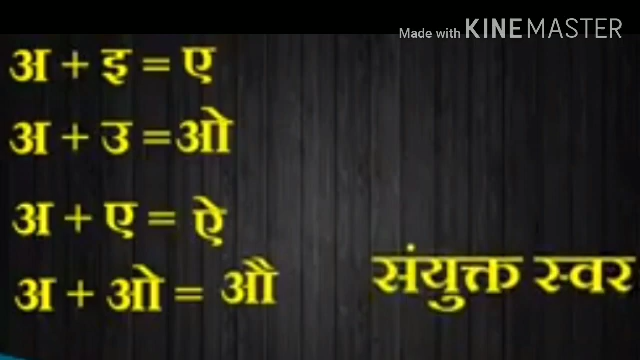 Made with KINEMASTER
अ + इ = ए
अ + उ = ओ
अ + ए = ऐ
अ + ओ = औ
संयुक्त स्वर